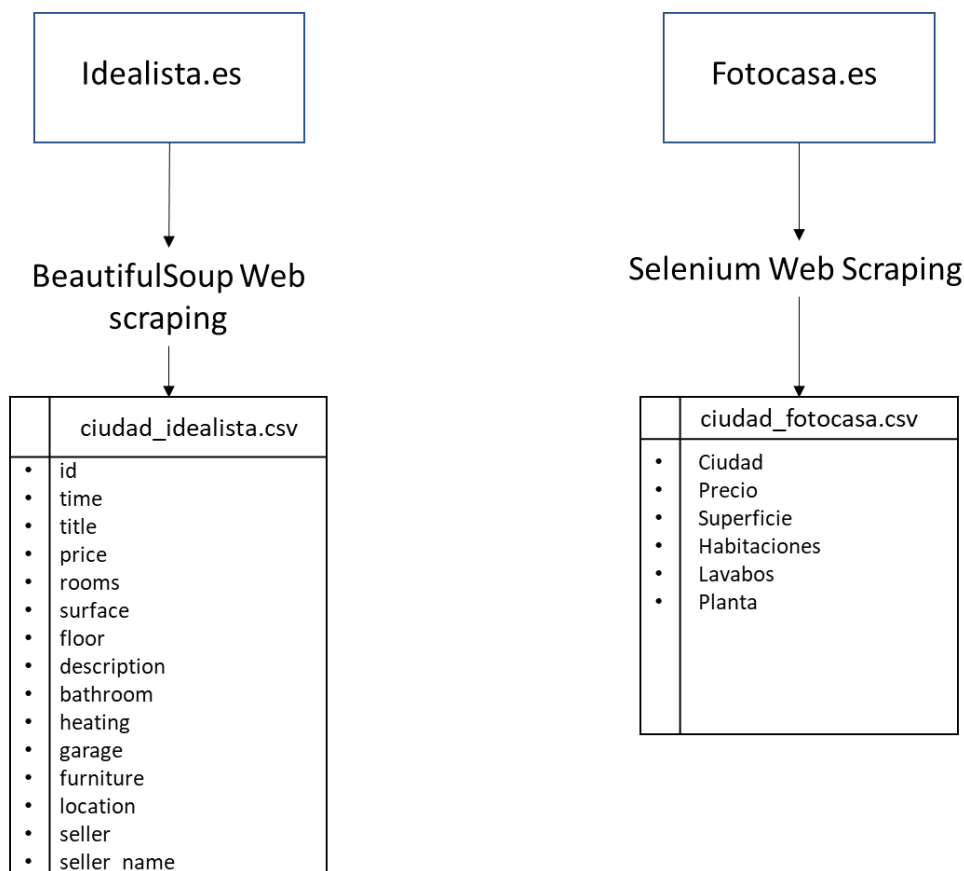 Idealista.es
BeautifulSoup Web
scraping
ciudad_idealista.csv
• id
• time
• title
• price
• rooms
• surface
• floor
• description
• bathroom
• heating
• garage
• furniture
• location
• seller
• seller_name
Fotocasa.es
Selenium Web Scraping
ciudad_fotocasa.csv
• Ciudad
• Precio
• Superficie
• Habitaciones
• Lavabos
• Planta